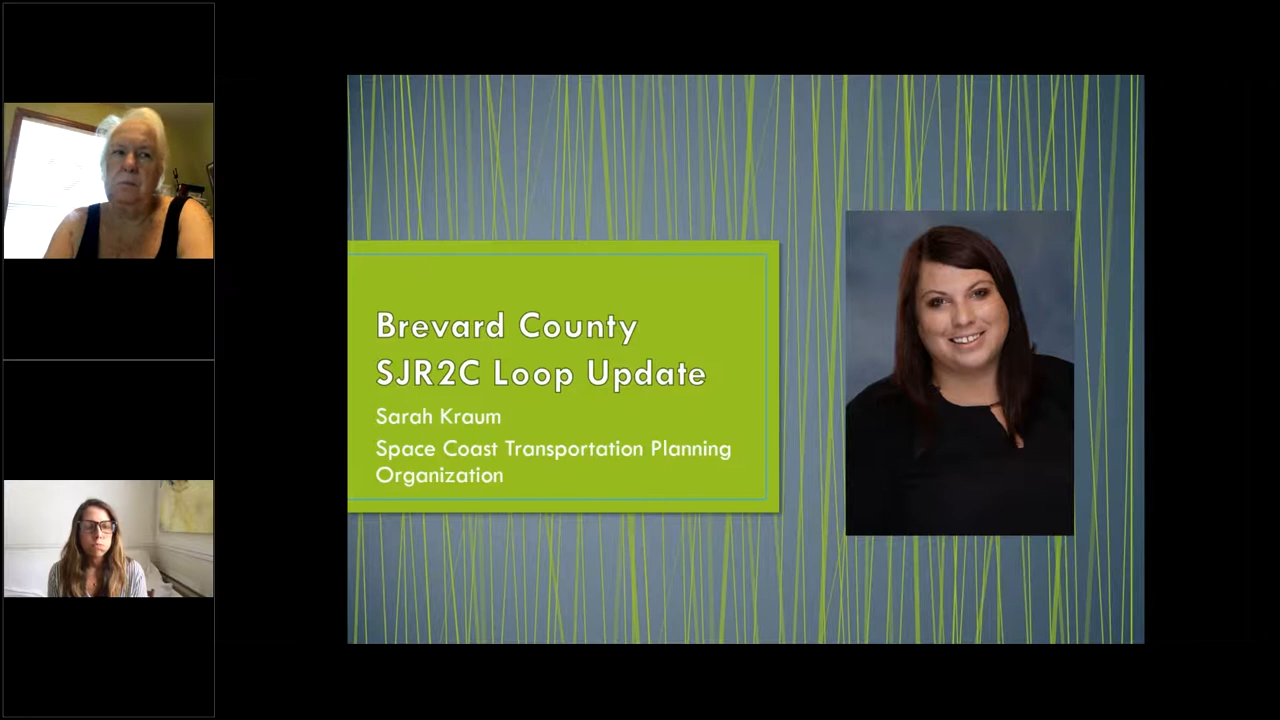 Brevard County
SJR2C Loop Update
Sarah Kraum
Space Coast Transportation Planning
Organization